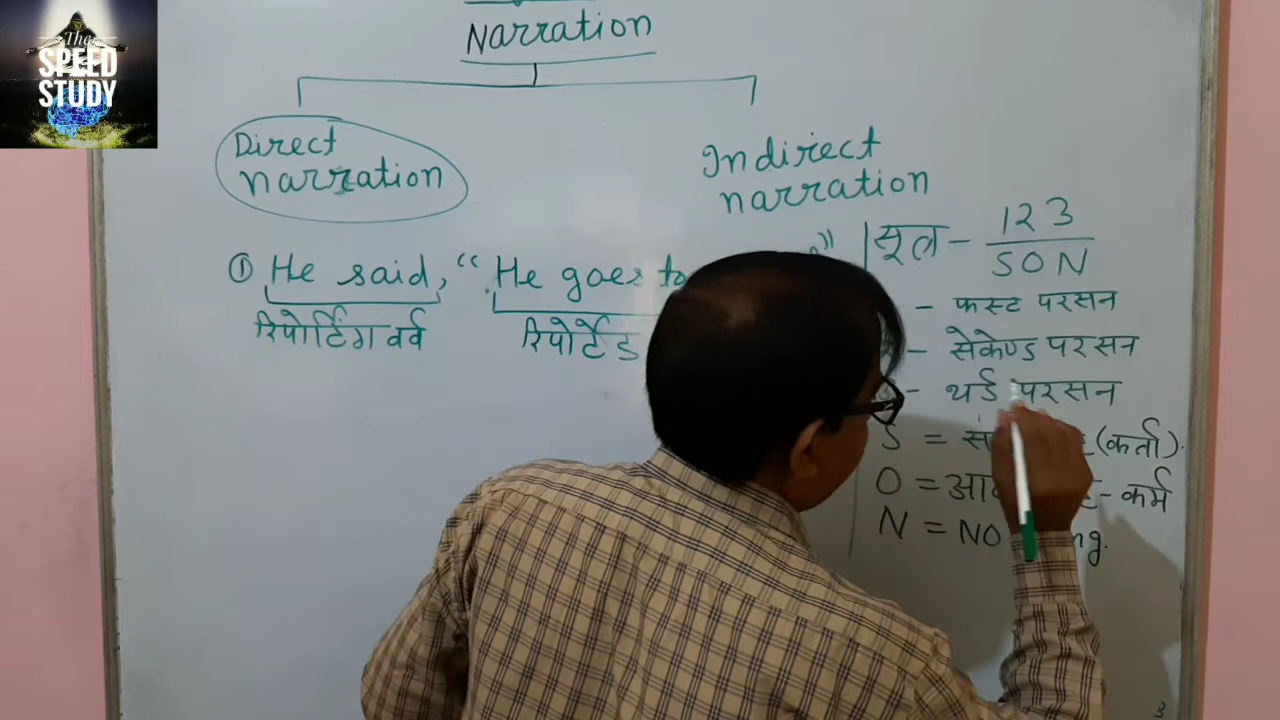 The
SPEED
STUDY
Narration
Direct
narration
Indirect
narration
① He said, “ He goes to ”
रिपोर्टिंग वर्व
रिपोर्टेड
सूत्र – 123
SON
– फस्ट परसन
– सेकेण्ड परसन
– थर्ड परसन
S = (कर्ता)
O = – कर्म
N = NO